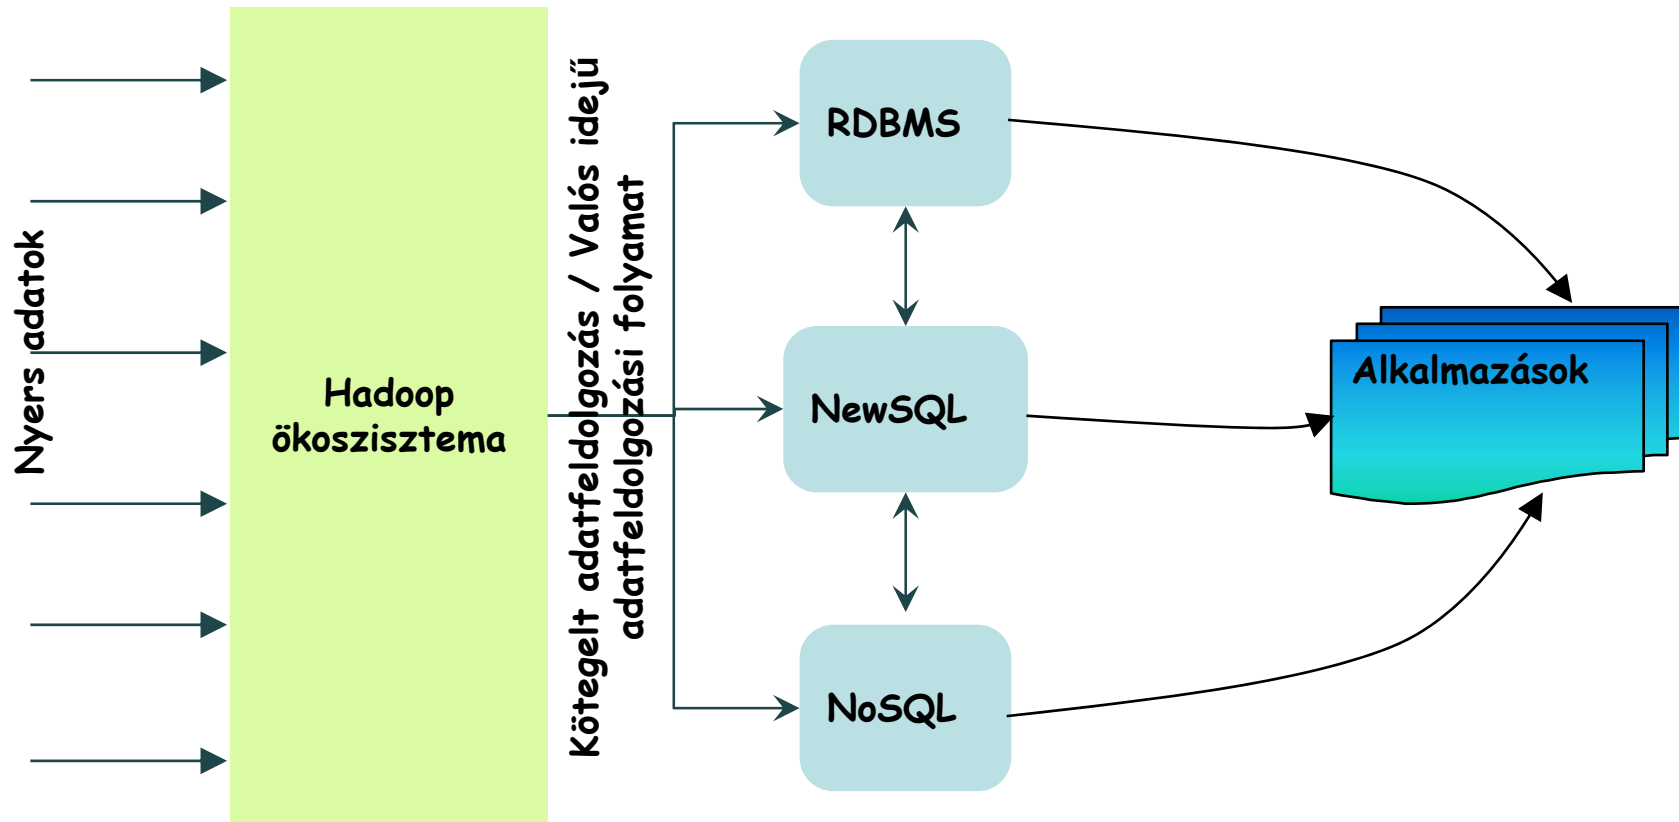 Nyers adatok
Hadoop
ökoszisztema
Kötegelt adatfeldolgozás / Valós idejű
adatfeldolgozási folyamat
RDBMS
NewSQL
NoSQL
Alkalmazások